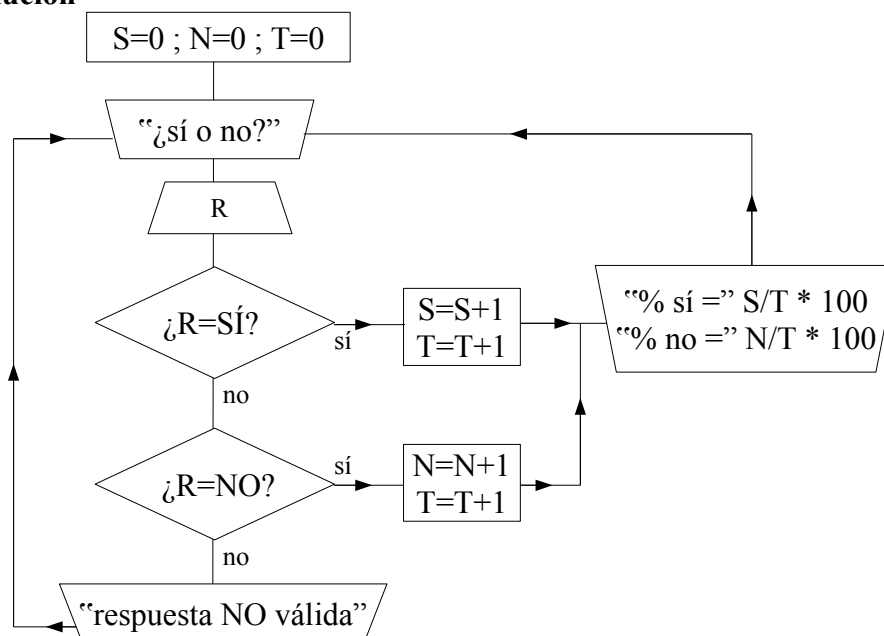 S=0 ; N=0 ; T=0
“¿sí o no?”
R
¿R=SÍ?
sí
S=S+1
T=T+1
“% sí =” S/T * 100
“% no =” N/T * 100
no
¿R=NO?
sí
N=N+1
T=T+1
no
“respuesta NO válida”